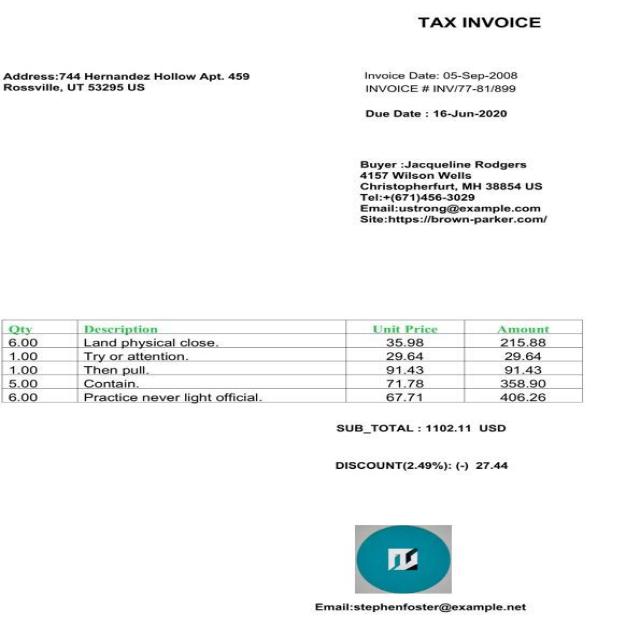 TAX INVOICE
Address:744 Hernandez Hollow Apt. 459
Rossville, UT 53295 US
Invoice Date: 05-Sep-2008
INVOICE # INV/77-81/899
Due Date : 16-Jun-2020
Buyer :Jacqueline Rodgers
4157 Wilson Wells
Christopherfurt, MH 38854 US
Tel:+(671)456-3029
Email:ustrong@example.com
Site:https://brown-parker.com/
Qty Description Unit Price Amount
6.00 Land physical close. 35.98 215.88
1.00 Try or attention. 29.64 29.64
1.00 Then pull. 91.43 91.43
5.00 Contain. 71.78 358.90
6.00 Practice never light official. 67.71 406.26
SUB_TOTAL : 1102.11 USD
DISCOUNT(2.49%): (-) 27.44
Email:stephenfoster@example.net